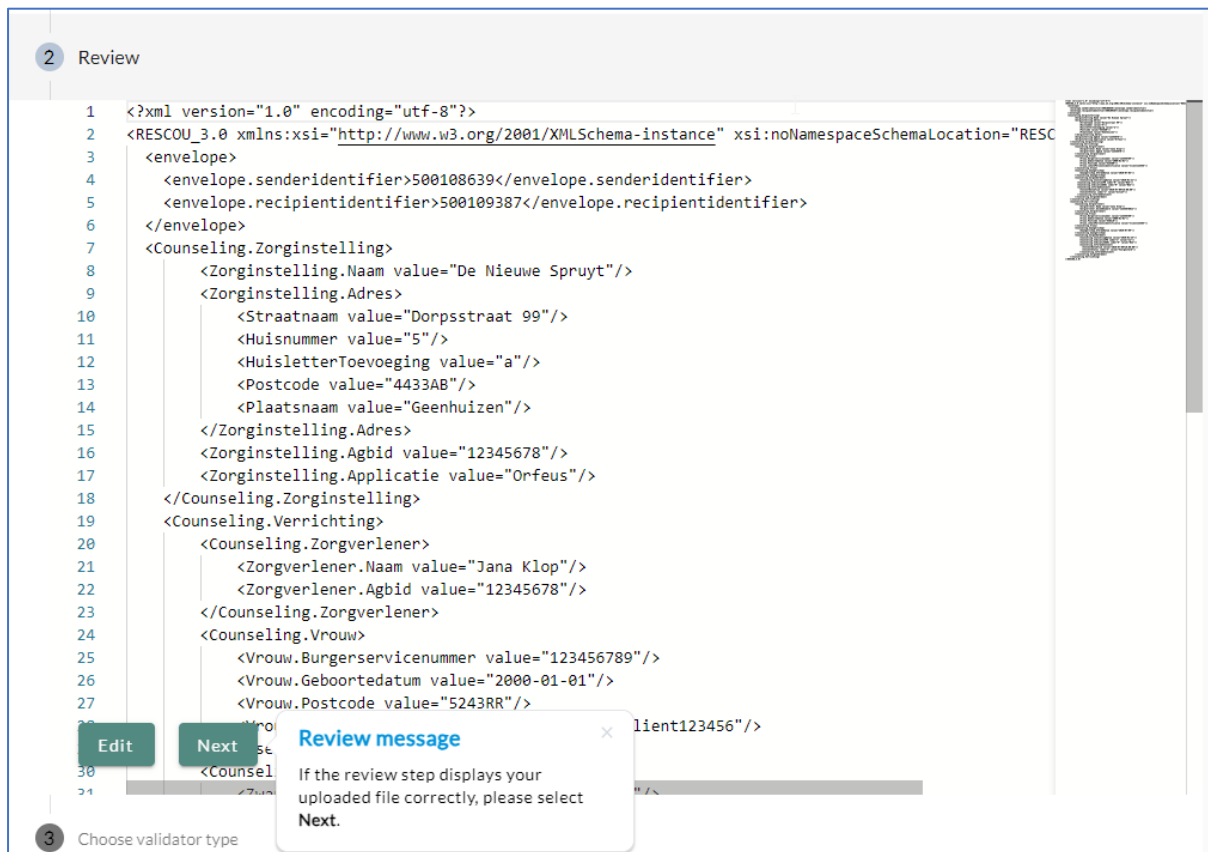 2 Review
1 <?xml version="1.0" encoding="utf-8"?>
2 <RESCOU_3.0 xmlns:xsi="http://www.w3.org/2001/XMLSchema-instance" xsi:noNamespaceSchemaLocation="RESC
3 <envelope>
4 <envelope.senderidentifier>500108639</envelope.senderidentifier>
5 <envelope.recipientidentifier>500109387</envelope.recipientidentifier>
6 </envelope>
7 <Counseling.Zorginstelling>
8 <Zorginstelling.Naam value="De Nieuwe Spruyt"/>
9 <Zorginstelling.Adres>
10 <Straatnaam value="Dorpsstraat 99"/>
11 <Huisnummer value="5"/>
12 <HuisletterToevoeging value="a"/>
13 <Postcode value="4433AB"/>
14 <Plaatsnaam value="Geenhuizen"/>
15 </Zorginstelling.Adres>
16 <Zorginstelling.Agbid value="12345678"/>
17 <Zorginstelling.Applicatie value="Orfeus"/>
18 </Counseling.Zorginstelling>
19 <Counseling.Verrichting>
20 <Counseling.Zorgverlener>
21 <Zorgverlener.Naam value="Jana Klop"/>
22 <Zorgverlener.Agbid value="12345678"/>
23 </Counseling.Zorgverlener>
24 <Counseling.Vrouw>
25 <Vrouw.Burgerservicenummer value="123456789"/>
26 <Vrouw.Geboortedatum value="2000-01-01"/>
27 <Vrouw.Postcode value="5243RR"/>
lient123456"/>
Edit
Next
30 <Counsel
31
Review message
If the review step displays your
uploaded file correctly, please select
Next.
3 Choose validator type